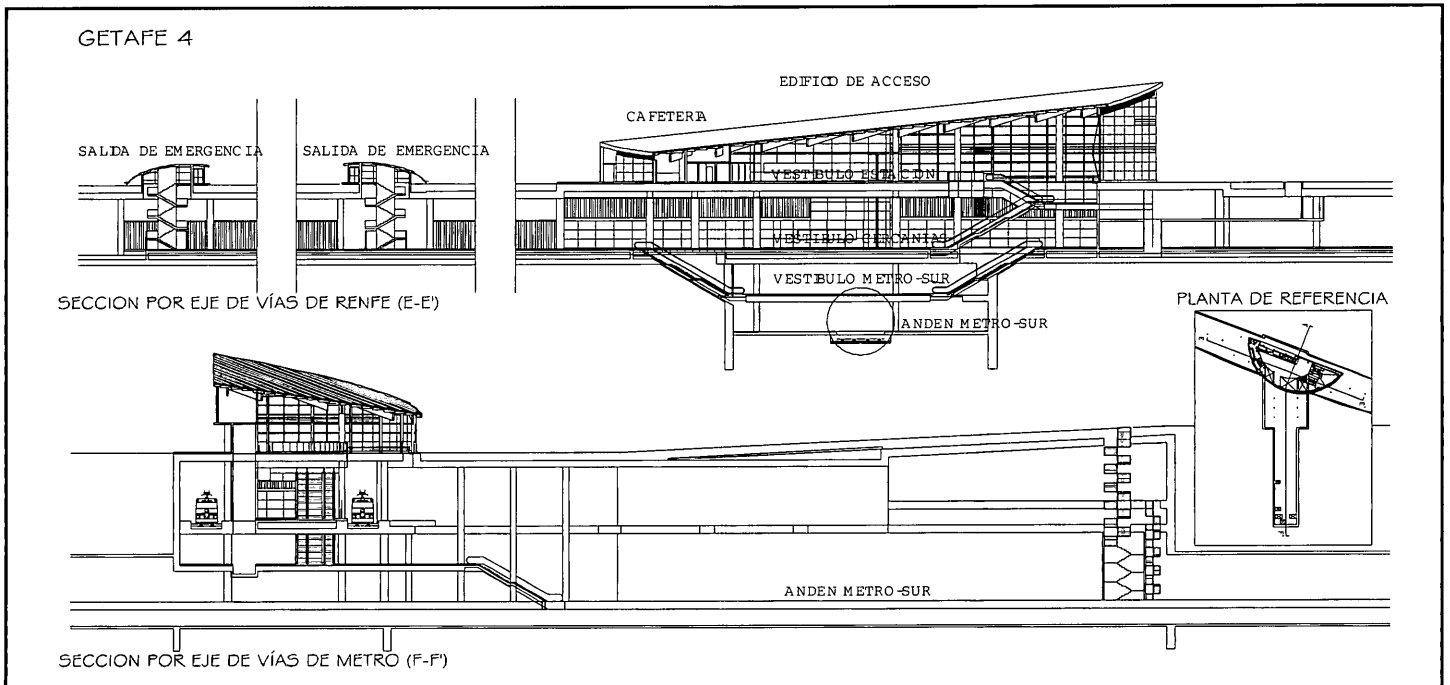 GETAFE 4
EDIFICIO DE ACCESO
CAFETERIA
SALIDA DE EMERGENCIA
SALIDA DE EMERGENCIA
VESTIBULO ESTACION
VESTIBULO CERCANIAS
VESTIBULO METRO-SUR
SECCION POR EJE DE VÍAS DE RENFE (E-E')
PLANTA DE REFERENCIA
ANDEN METRO-SUR
ANDEN METRO-SUR
SECCION POR EJE DE VÍAS DE METRO (F-F')